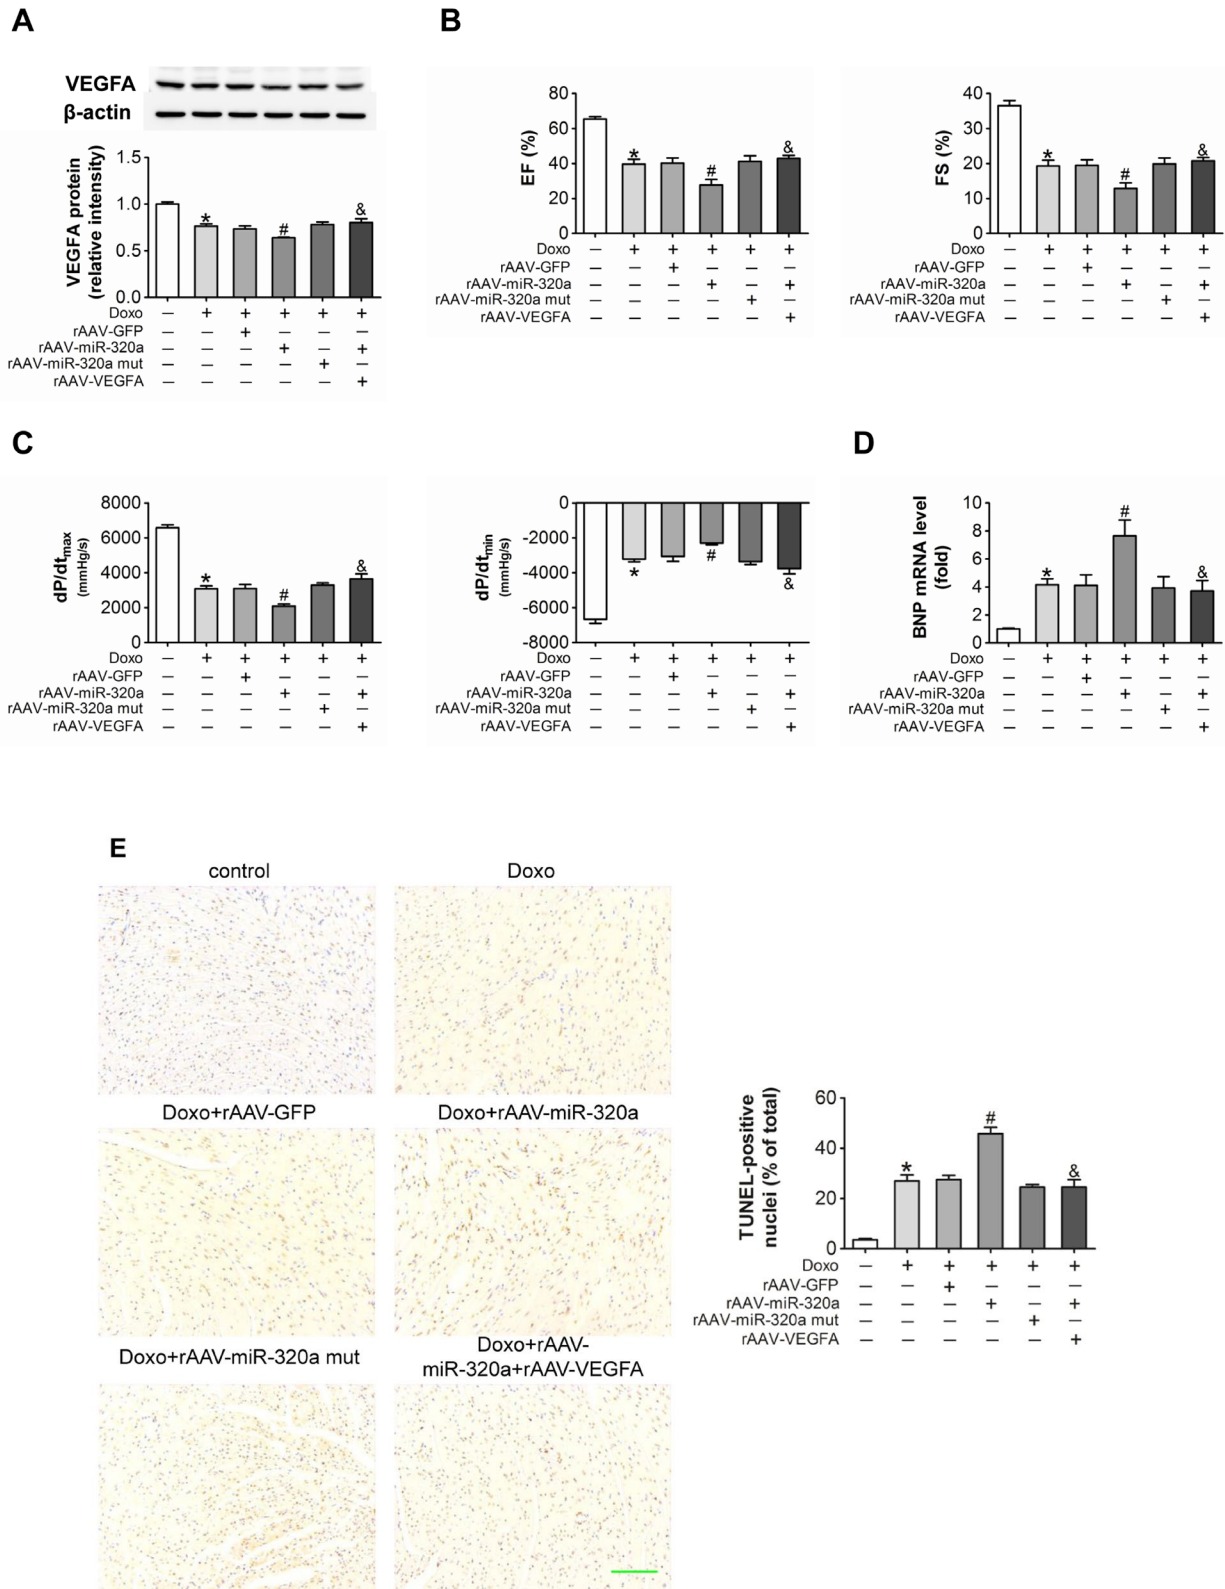 A
VEGFA
β-actin
VEGFA protein
(relative intensity)
1.5
1.0
0.5
0.0
*
#
&
Doxo – + + + + +
rAAV-GFP – – + – – –
rAAV-miR-320a – – – + – +
rAAV-miR-320a mut – – – – + –
rAAV-VEGFA – – – – – +
B
EF (%)
80
60
40
20
0
*
#
&
Doxo – + + + + +
rAAV-GFP – – + – – –
rAAV-miR-320a – – – + – +
rAAV-miR-320a mut – – – – + –
rAAV-VEGFA – – – – – +
FS (%)
40
30
20
10
0
*
#
&
Doxo – + + + + +
rAAV-GFP – – + – – –
rAAV-miR-320a – – – + – +
rAAV-miR-320a mut – – – – + –
rAAV-VEGFA – – – – – +
C
dP/dtmax
(mmHg/s)
8000
6000
4000
2000
0
*
#
&
Doxo – + + + + +
rAAV-GFP – – + – – –
rAAV-miR-320a – – – + – +
rAAV-miR-320a mut – – – – + –
rAAV-VEGFA – – – – – +
dP/dtmin
(mmHg/s)
0
-2000
-4000
-6000
-8000
*
#
&
Doxo – + + + + +
rAAV-GFP – – + – – –
rAAV-miR-320a – – – + – +
rAAV-miR-320a mut – – – – + –
rAAV-VEGFA – – – – – +
D
BNP mRNA level
(fold)
10
8
6
4
2
0
*
#
&
Doxo – + + + + +
rAAV-GFP – – + – – –
rAAV-miR-320a – – – + – +
rAAV-miR-320a mut – – – – + –
rAAV-VEGFA – – – – – +
E
control
Doxo
Doxo+rAAV-GFP
Doxo+rAAV-miR-320a
Doxo+rAAV-miR-320a mut
Doxo+rAAV-
miR-320a+rAAV-VEGFA
TUNEL-positive
nuclei (% of total)
60
40
20
0
*
#
&
Doxo – + + + + +
rAAV-GFP – – + – – –
rAAV-miR-320a – – – + – +
rAAV-miR-320a mut – – – – + –
rAAV-VEGFA – – – – – +